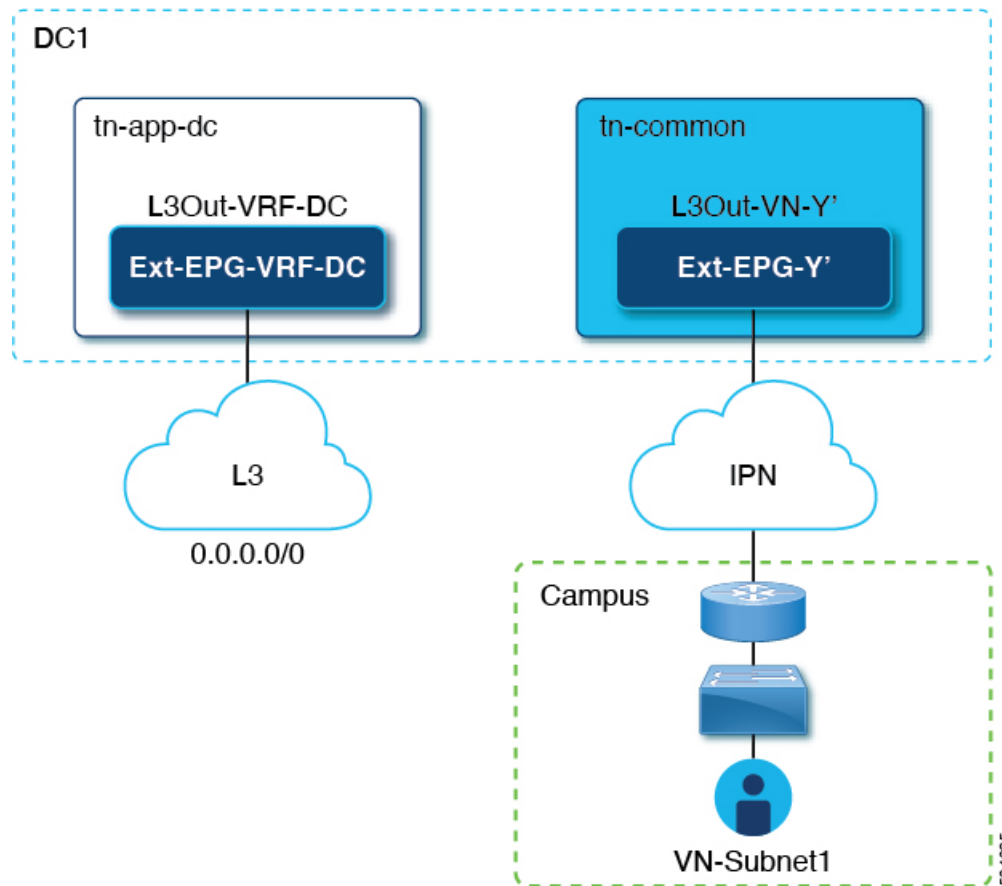 DC1
tn-app-dc
L3Out-VRF-DC
Ext-EPG-VRF-DC
tn-common
L3Out-VN-Y’
Ext-EPG-Y’
L3
0.0.0.0/0
IPN
Campus
VN-Subnet1